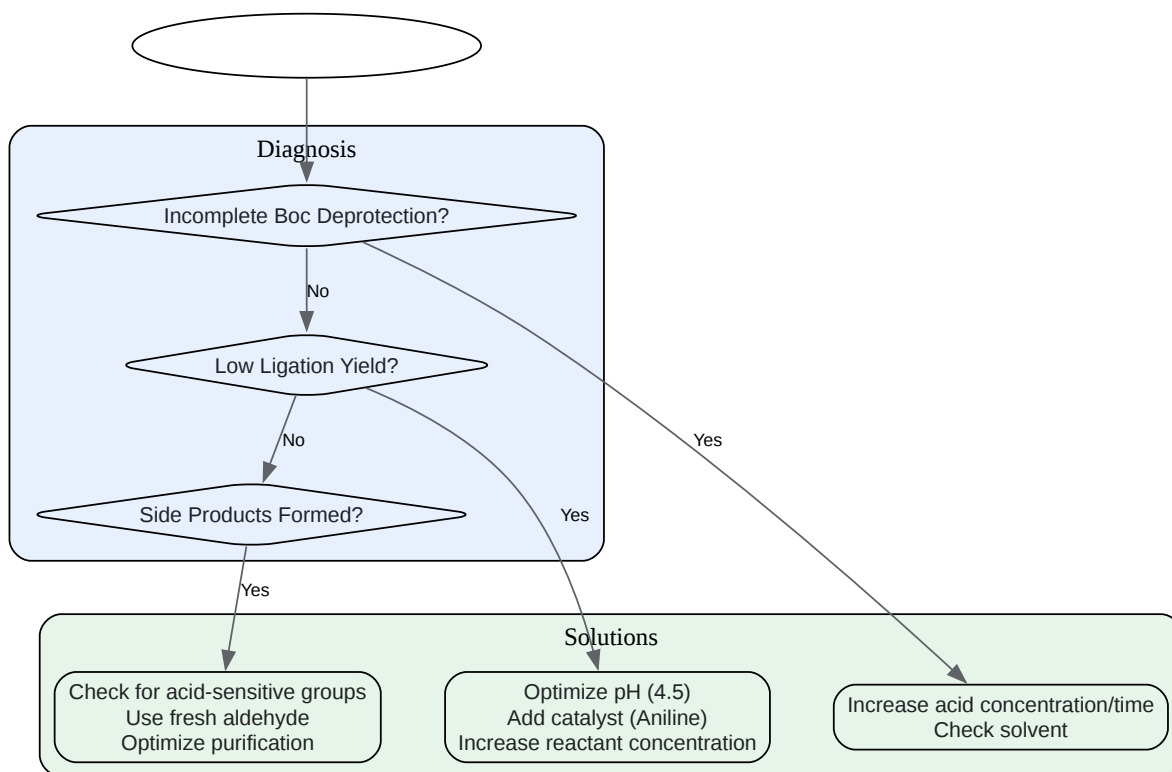 Diagnosis
Incomplete Boc Deprotection?
No
Low Ligation Yield?
No
Yes
Side Products Formed?
Yes
Yes
Solutions
Check for acid-sensitive groups
Use fresh aldehyde
Optimize purification
Optimize pH (4.5)
Add catalyst (Aniline)
Increase reactant concentration
Increase acid concentration/time
Check solvent